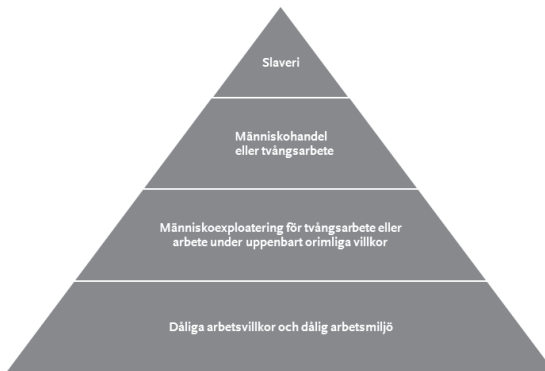 Slaveri
Människohandel
eller tvångsarbete
Människoexploatering för tvångsarbete eller
arbete under uppenbart orimliga villkor
Dåliga arbetsvillkor och dålig arbetsmiljö